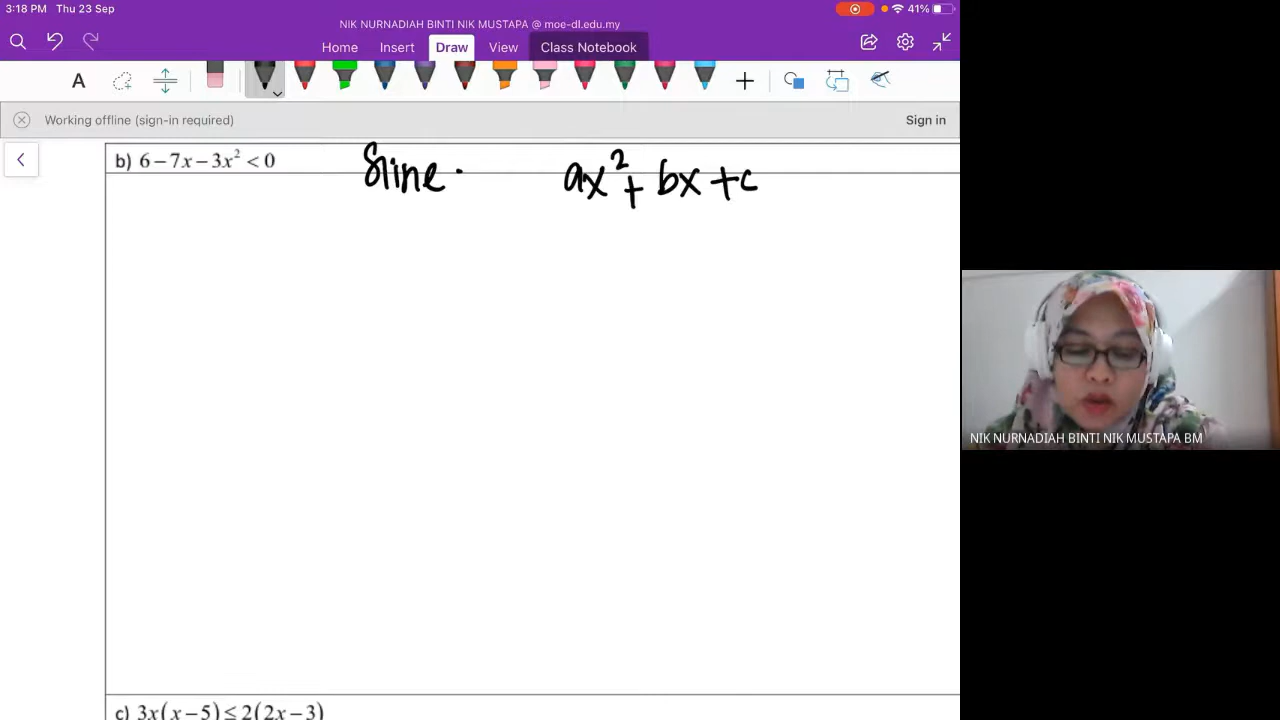 3:18 PM Thu 23 Sep
41%
NIK NURNADIAH BINTI NIK MUSTAPA @ moe-dl.edu.my
Home Insert Draw View Class Notebook
A
Working offline (sign-in required) Sign in
b) 6 − 7x − 3x² < 0
ax² + bx + c
NIK NURNADIAH BINTI NIK MUSTAPA BM
c) 3x(x − 5) ≤ 2(2x − 3)